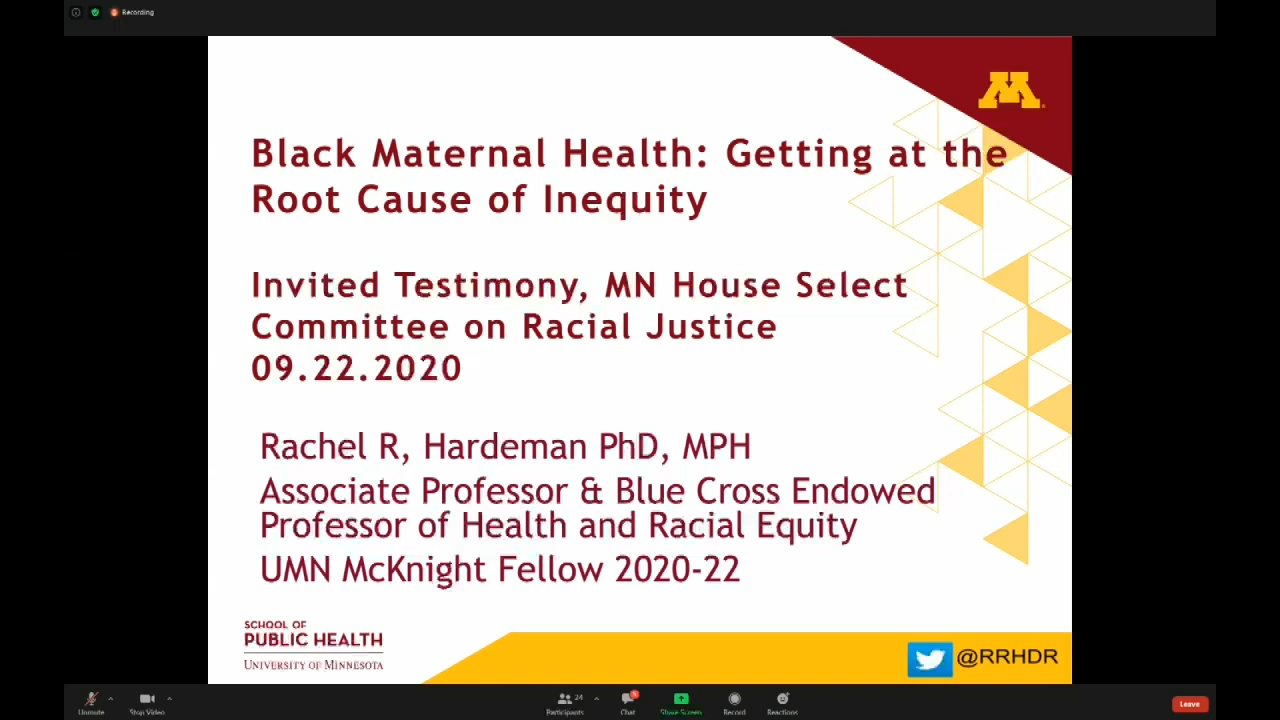 Recording
M
Black Maternal Health: Getting at the
Root Cause of Inequity
Invited Testimony, MN House Select
Committee on Racial Justice
09.22.2020
Rachel R, Hardeman PhD, MPH
Associate Professor & Blue Cross Endowed
Professor of Health and Racial Equity
UMN McKnight Fellow 2020-22
SCHOOL OF
PUBLIC HEALTH
UNIVERSITY OF MINNESOTA
@RRHDR
Unmute
Stop Video
Participants
24
Chat
Share Screen
Record
Reactions
Leave